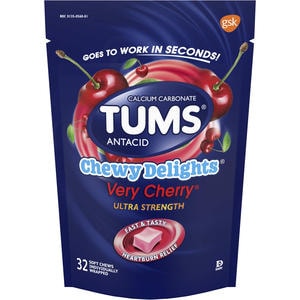 gsk
GOES TO WORK IN SECONDS!
CALCIUM CARBONATE
TUMS®
ANTACID
Chewy Delights®
Very Cherry®
ULTRA STRENGTH
FAST & TASTY
HEARTBURN RELIEF
32 SOFT CHEWS
INDIVIDUALLY
WRAPPED